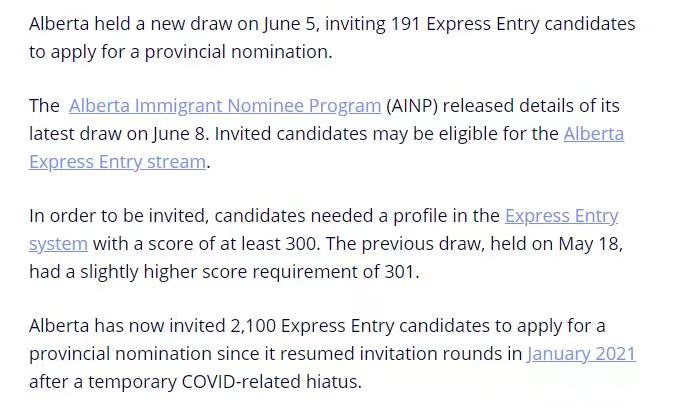 Alberta held a new draw on June 5, inviting 191 Express Entry candidates
to apply for a provincial nomination.
The Alberta Immigrant Nominee Program (AINP) released details of its
latest draw on June 8. Invited candidates may be eligible for the Alberta
Express Entry stream.
In order to be invited, candidates needed a profile in the Express Entry
system with a score of at least 300. The previous draw, held on May 18,
had a slightly higher score requirement of 301.
Alberta has now invited 2,100 Express Entry candidates to apply for a
provincial nomination since it resumed invitation rounds in January 2021
after a temporary COVID-related hiatus.